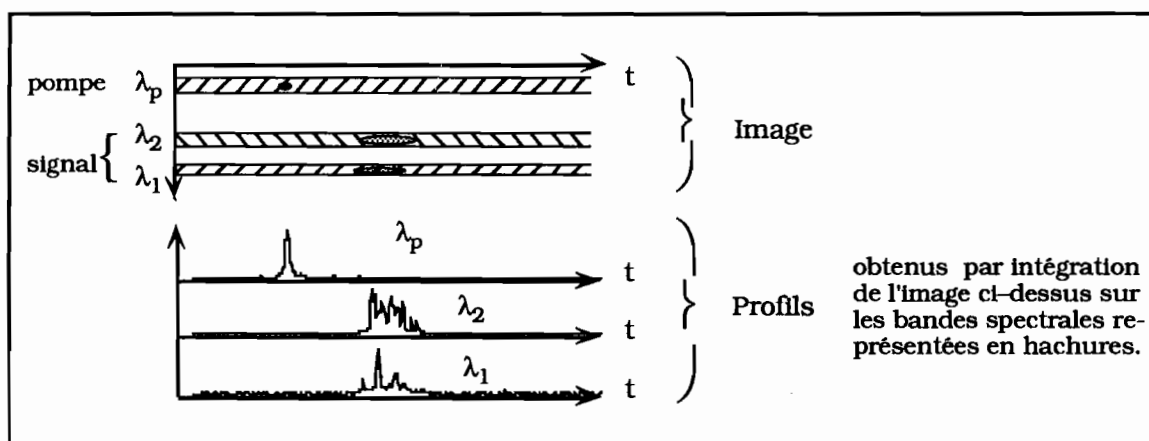 t
pompe λp
Image
λ2
signal
λ1
λp
t
λ2
Profils
t
λ1
t
obtenus par intégration
de l'image ci–dessus sur
les bandes spectrales re-
présentées en hachures.